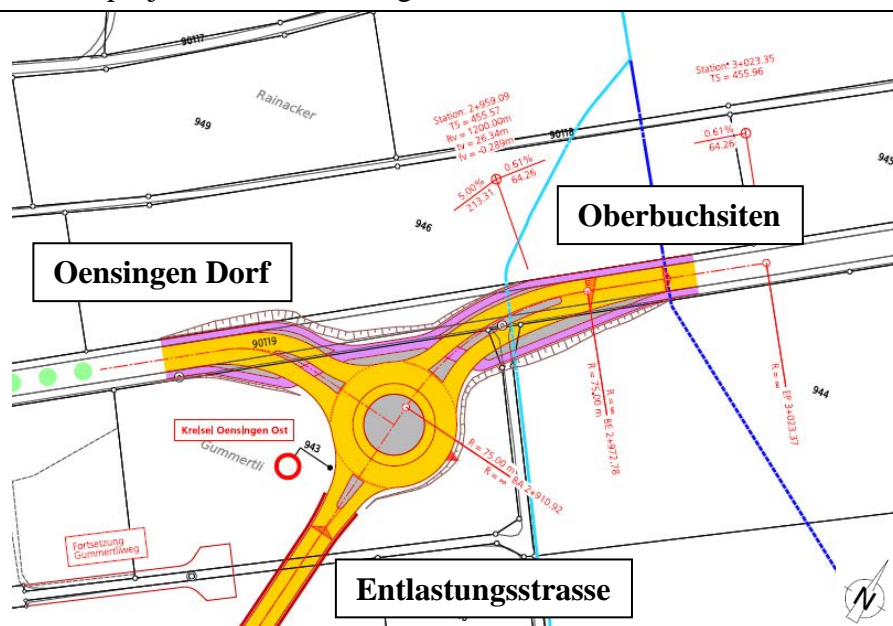 90117
Rainacker
949
Station: 2+959.09
TS = 455.57
Rv = 1200.00m
tv = 26.34m
fv = -0.289m
Station: 3+023.35
TS = 455.96
90118
0.61%
64.26
5.00%
213.31
0.61%
64.26
945
946
Oberbuchsiten
Oensingen Dorf
90119
944
R = 75.00 m
R = ∞
BE 2+972.78
R = ∞
EP 3+023.37
Kreisel Oensingen Ost
943
Gummertli
R = 75.00 m
R = ∞
BA 2+910.92
Fortsetzung
Gummertliweg
Entlastungsstrasse
N